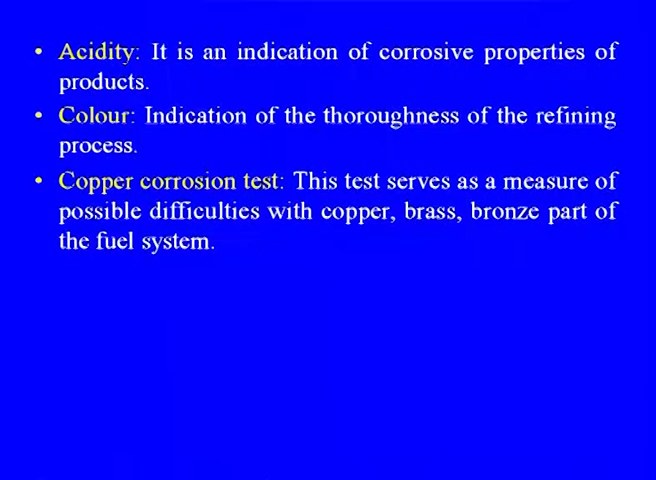 • Acidity: It is an indication of corrosive properties of
products.
• Colour: Indication of the thoroughness of the refining
process.
• Copper corrosion test: This test serves as a measure of
possible difficulties with copper, brass, bronze part of
the fuel system.